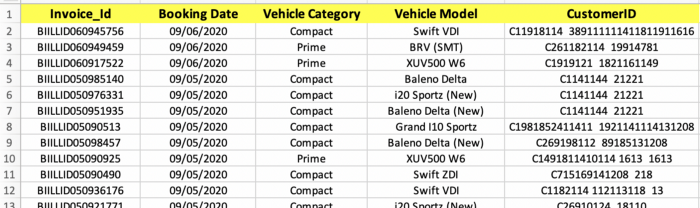 1 Invoice_Id Booking Date Vehicle Category Vehicle Model CustomerID
2 BIILLID060945756 09/06/2020 Compact Swift VDI C11918114 389111111411811911616
3 BIILLID060949459 09/06/2020 Prime BRV (SMT) C261182114 19914781
4 BIILLID060917522 09/06/2020 Prime XUV500 W6 C1919121 1821161149
5 BIILLID050985140 09/05/2020 Compact Baleno Delta C1141144 21221
6 BIILLID050976331 09/05/2020 Compact i20 Sportz (New) C1141144 21221
7 BIILLID050951935 09/05/2020 Compact Baleno Delta (New) C1141144 21221
8 BIILLID05090513 09/05/2020 Compact Grand I10 Sportz C1981852411411 1921141114131208
9 BIILLID05098457 09/05/2020 Compact Baleno Delta (New) C269198112 89185131208
10 BIILLID05090925 09/05/2020 Prime XUV500 W6 C1491811410114 1613 1613
11 BIILLID05090490 09/05/2020 Compact Swift ZDI C715169141208 218
12 BIILLID050936176 09/05/2020 Compact Swift VDI C1182114 112113118 13
13 BIILLID050921771 09/05/2020 Compact i20 Sportz (New) C26910124 18110